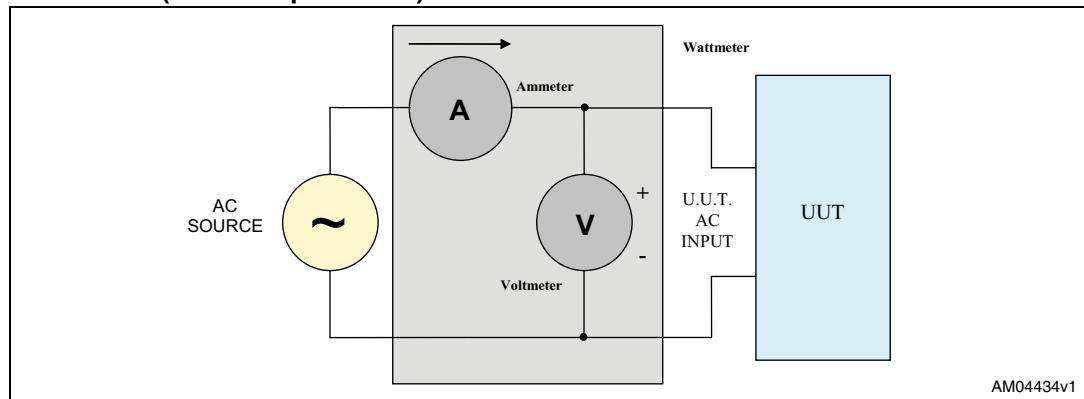 Wattmeter
Ammeter
A
AC
SOURCE
~
V
+
-
U.U.T.
AC
INPUT
UUT
Voltmeter
AM04434v1